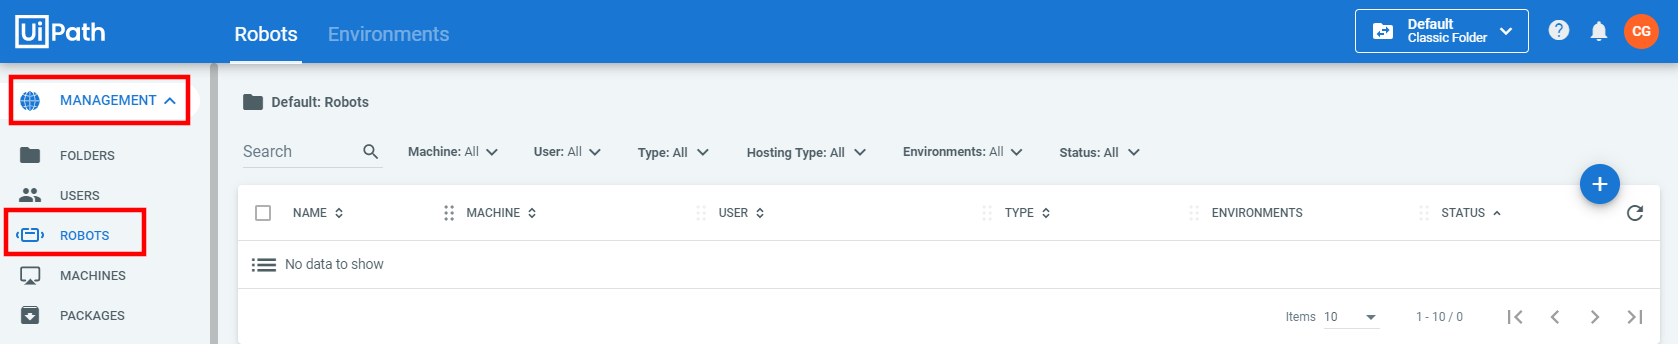 UiPath
Robots Environments
Default
Classic Folder
CG
MANAGEMENT
FOLDERS
USERS
ROBOTS
MACHINES
PACKAGES
Default: Robots
Search Machine: All User: All Type: All Hosting Type: All Environments: All Status: All
NAME MACHINE USER TYPE ENVIRONMENTS STATUS
No data to show
Items 10 1 - 10 / 0